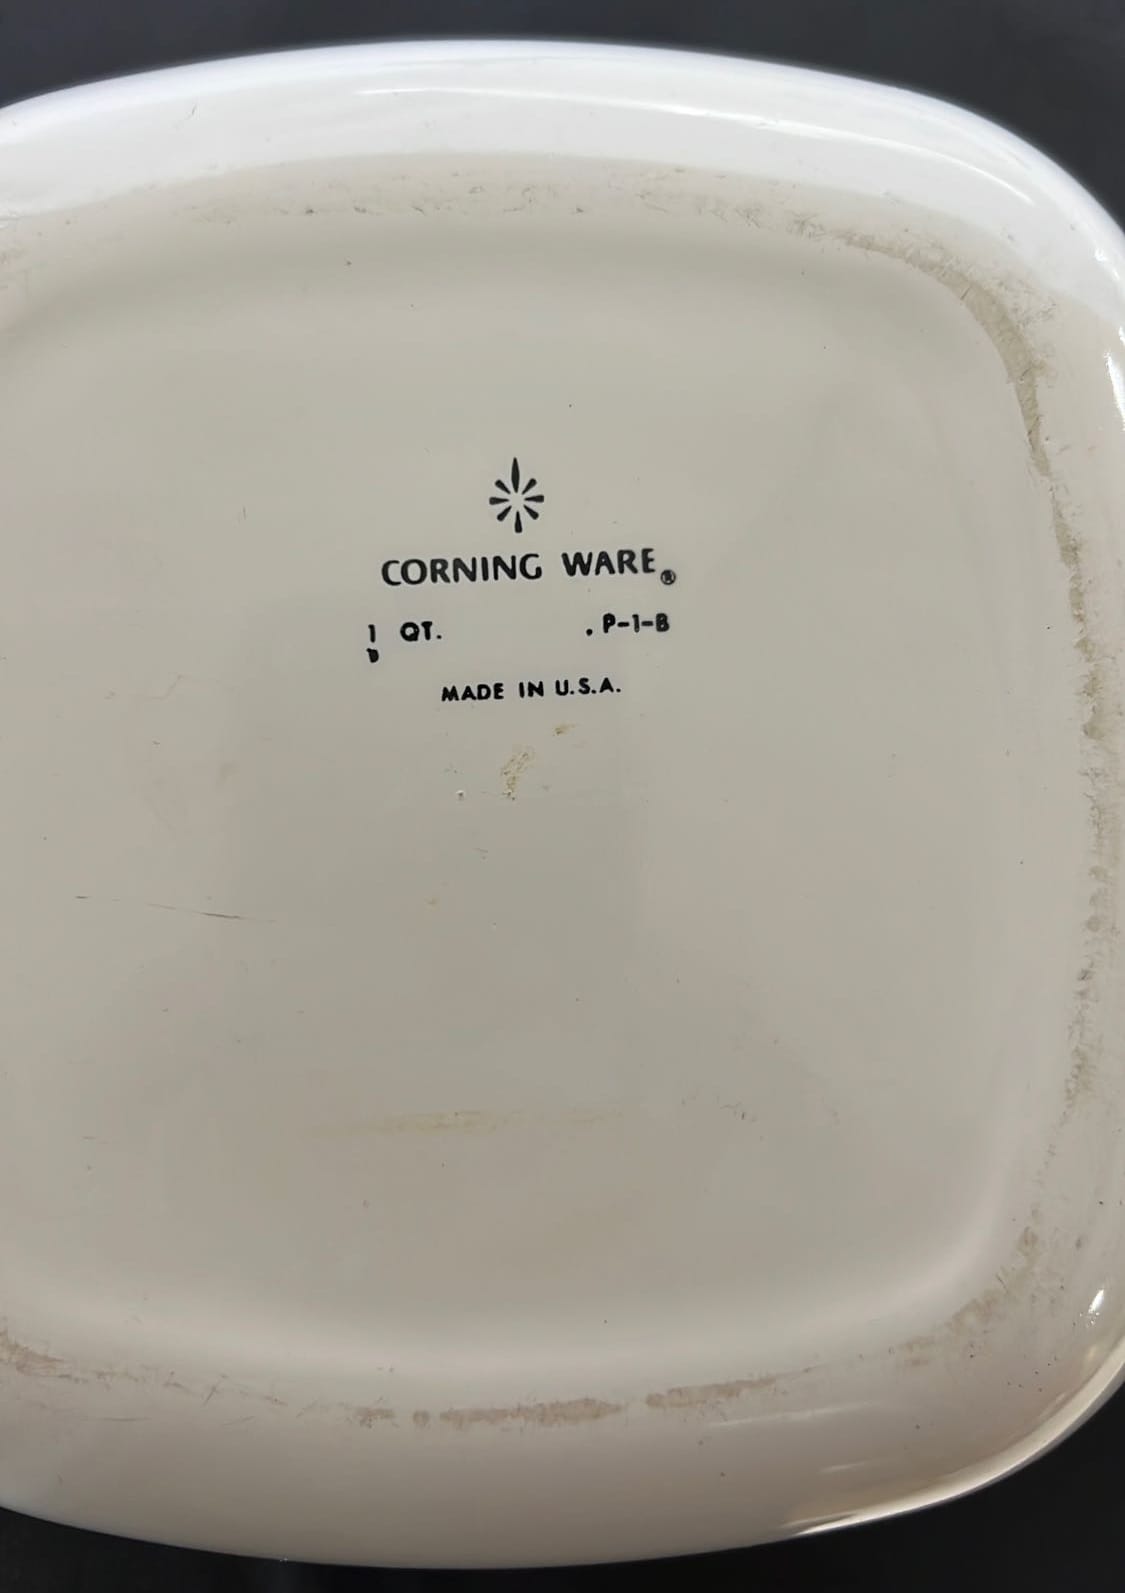 CORNING WARE®
1 QT. . P-1-B
MADE IN U.S.A.